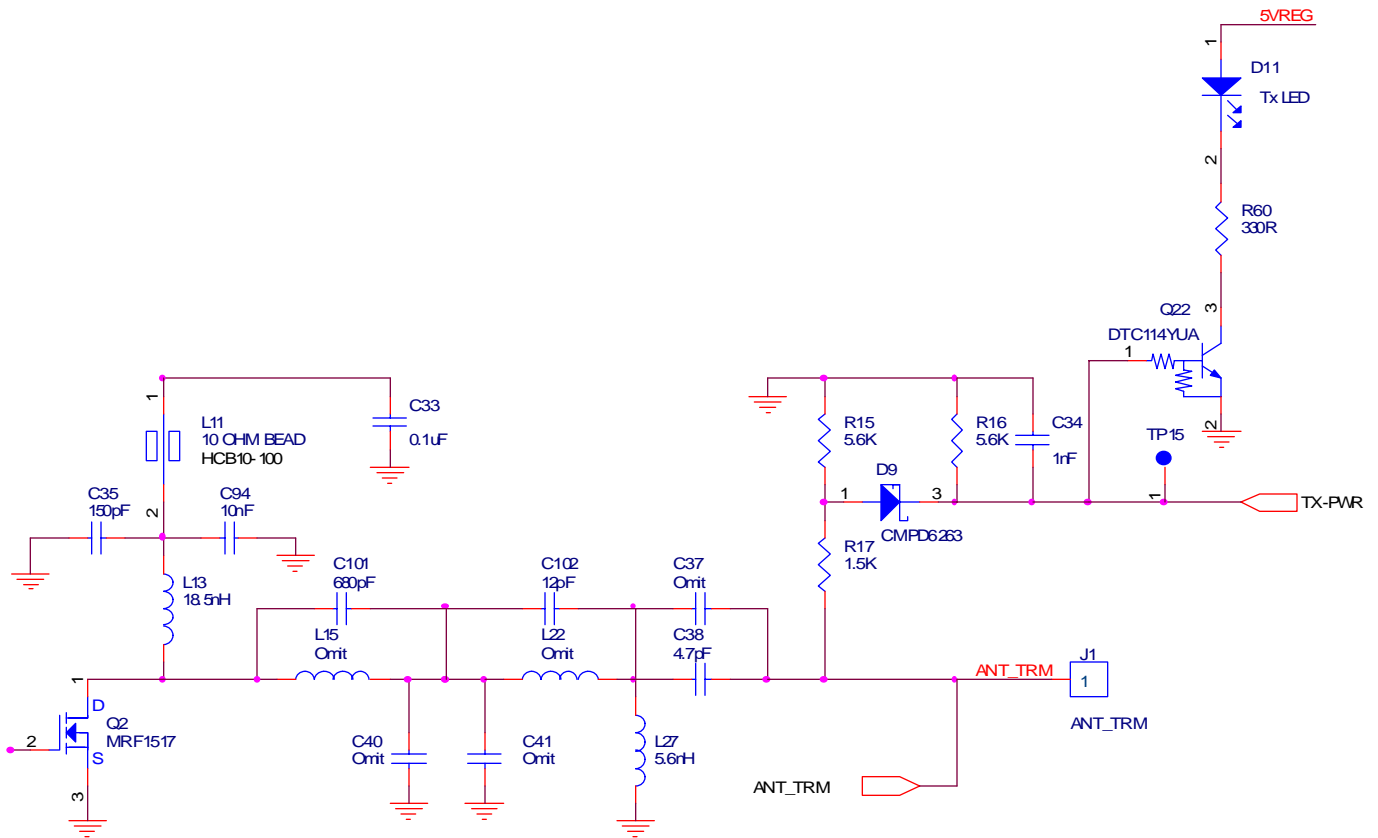 5VREG
1
D11
Tx LED
2
R60
330R
Q22
3
DTC114YUA
1
2
1
L11
10 OHM BEAD
HCB10-100
2
C33
0.1uF
R15
5.6K
R16
5.6K
C34
1nF
TP15
1
D9
1
3
CMPD6263
TX-PWR
R17
1.5K
C35
150pF
C94
10nF
L13
18.5nH
C101
680pF
C102
12pF
C37
Omit
L15
Omit
L22
Omit
C38
4.7pF
ANT_TRM
J1
1
ANT_TRM
1
D
Q2
MRF1517
2
S
3
C40
Omit
C41
Omit
L27
5.6nH
ANT_TRM